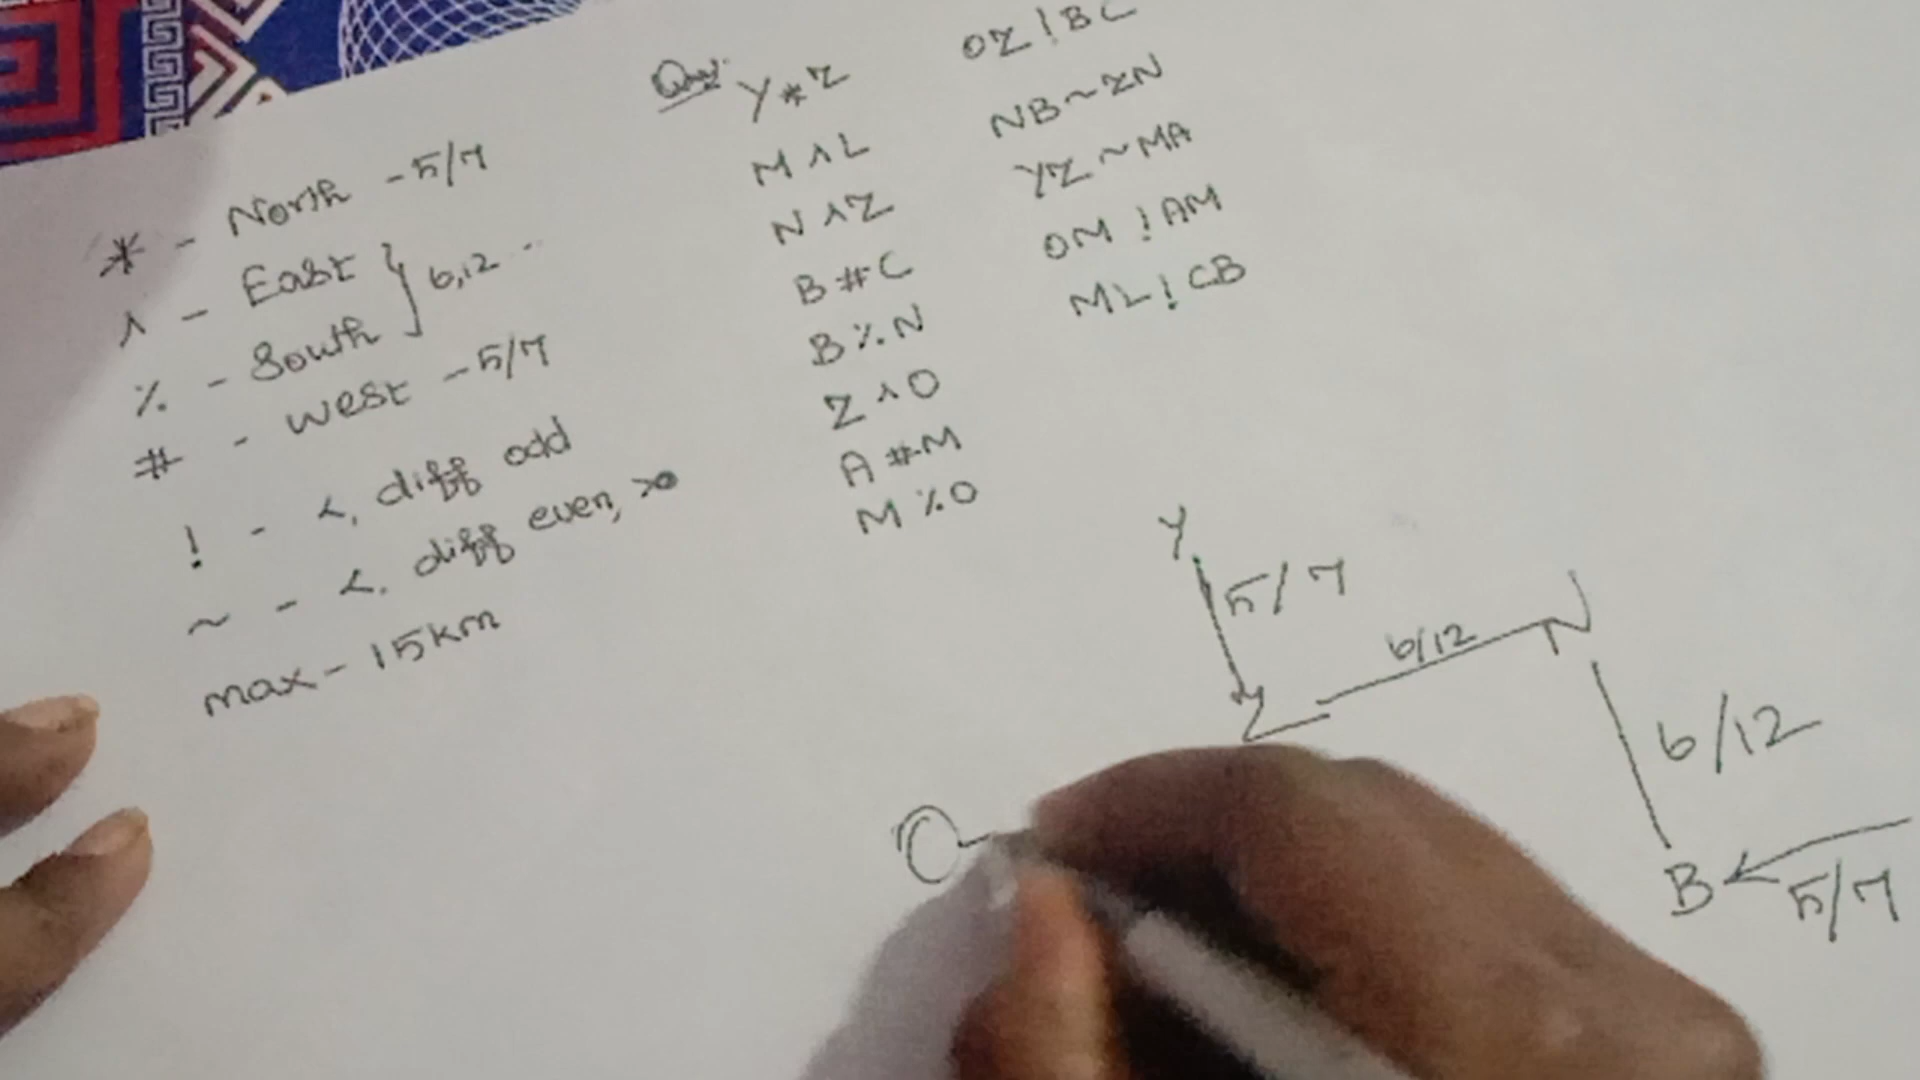 * - North - 5/7
^ - East } 6,12
% - South
# - west - 5/7
! - <, diff odd
~ - <. diff even, >0
max - 15km
Qn: Y * Z
M ^ L
N ^ Z
B # C
B % N
Z ^ O
A # M
M % O
OZ ! BC
NB ~ ZN
YZ ~ MA
OM ! AM
ML ! CB
Y
5/7
Z
6/12
N
6/12
B
5/7
O